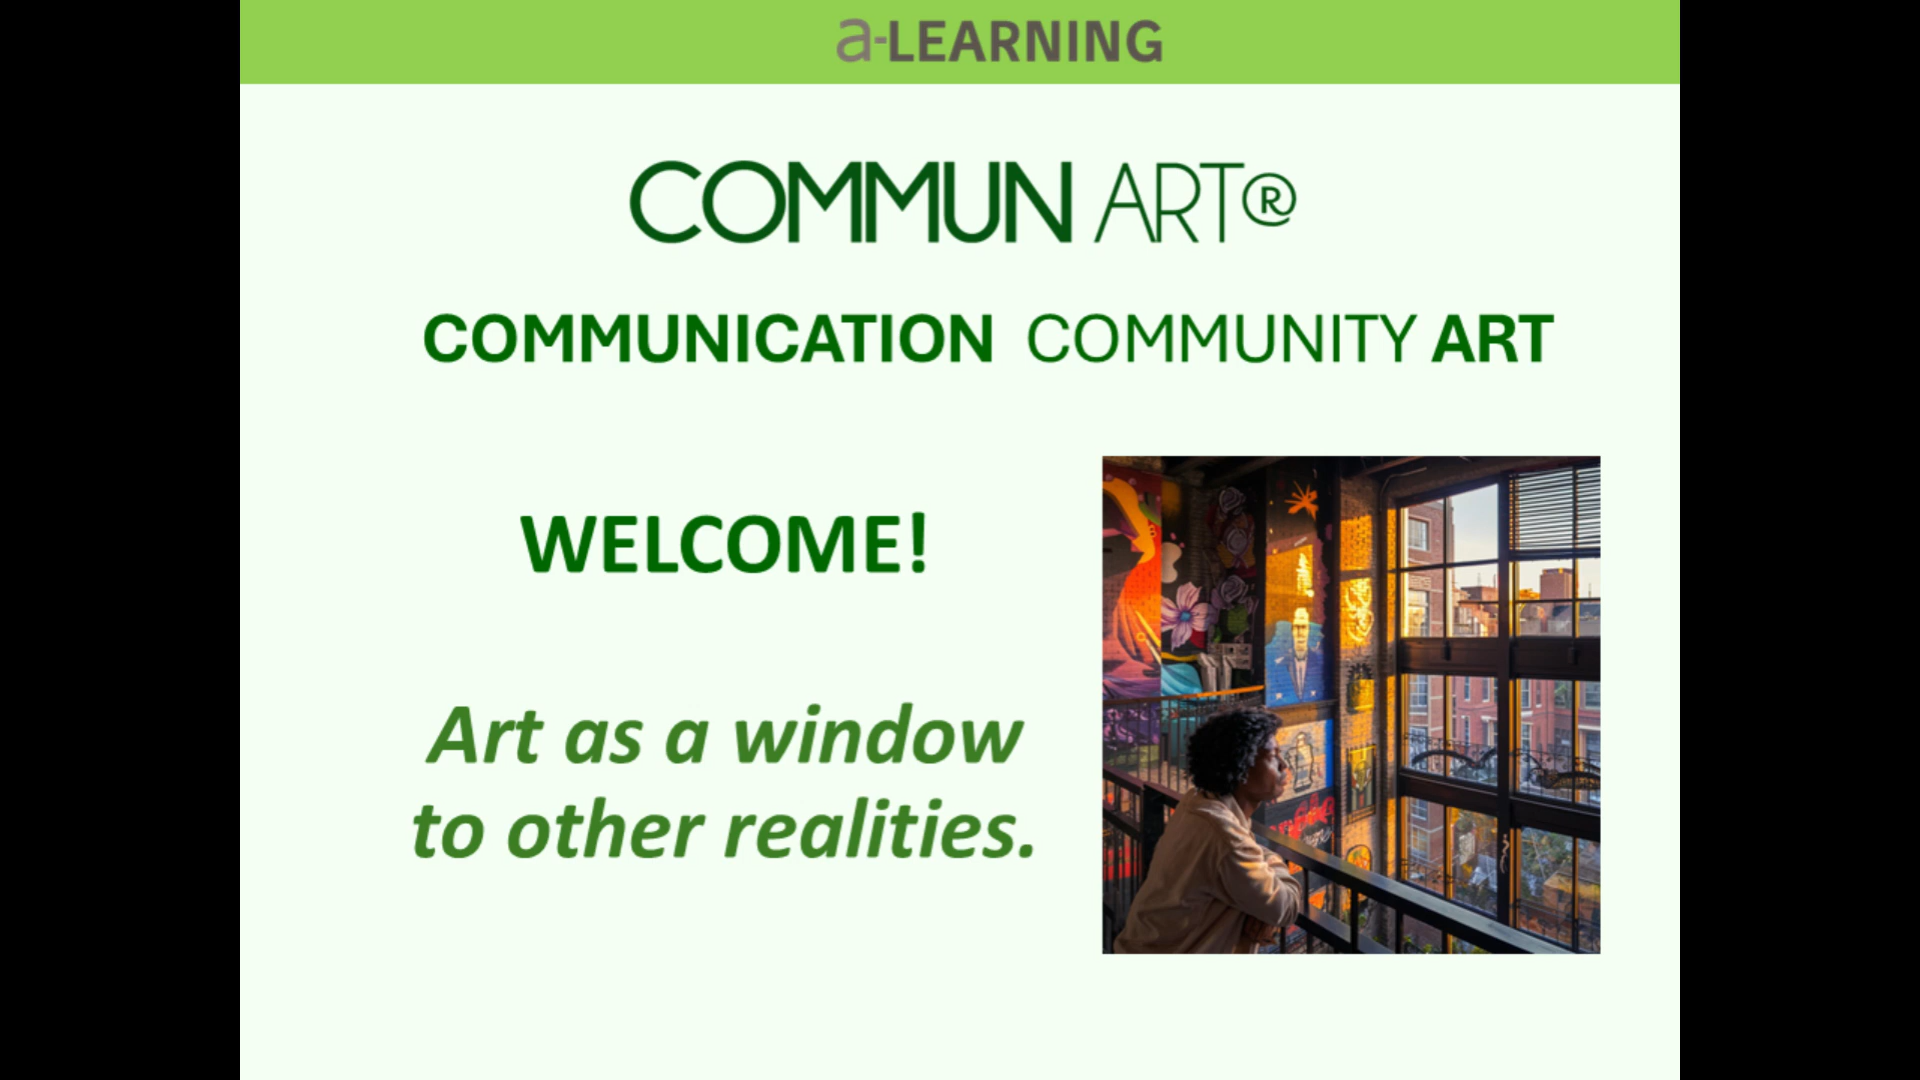 a-LEARNING
COMMUN ART®
COMMUNICATION COMMUNITY ART
WELCOME!
Art as a window
to other realities.